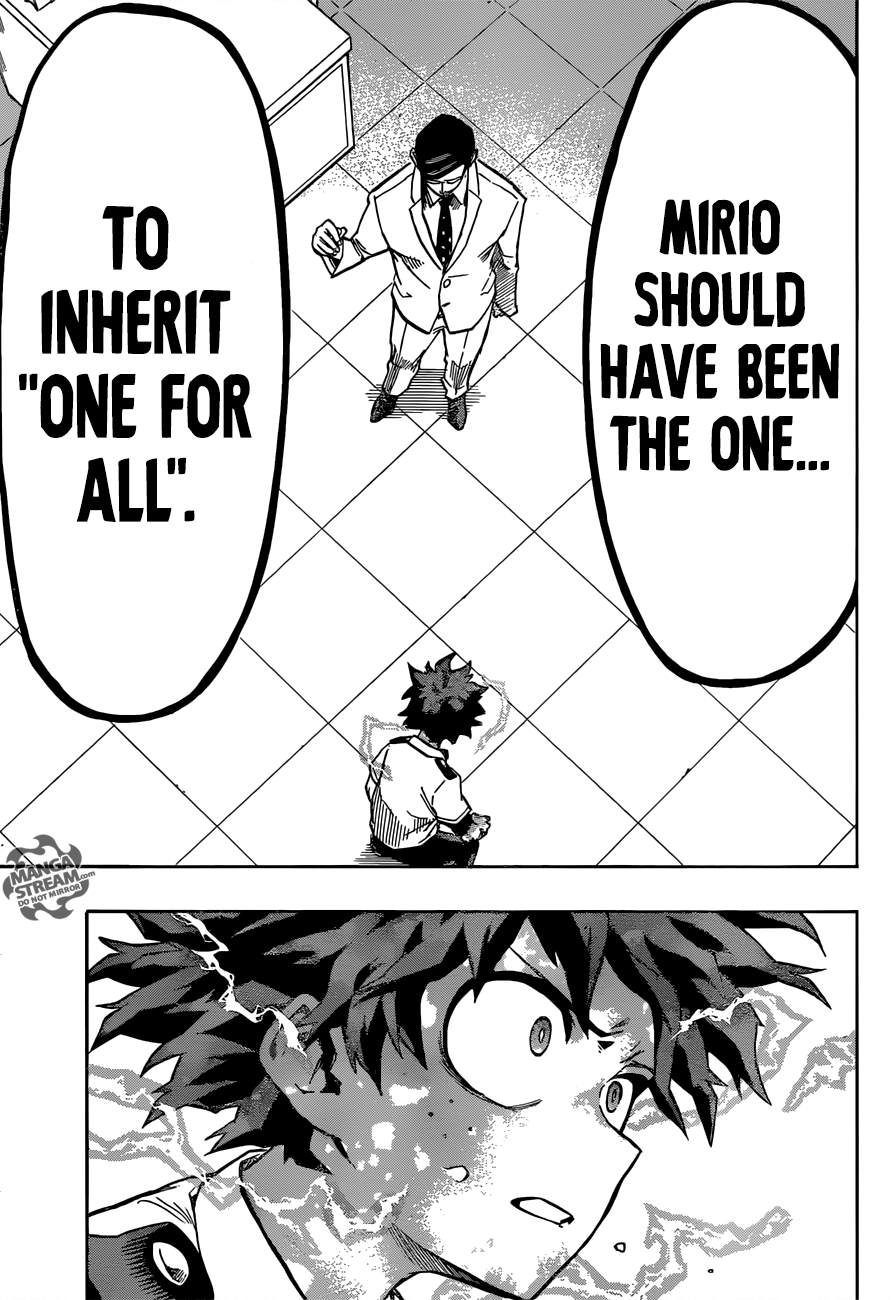 MIRIO
SHOULD
HAVE BEEN
THE ONE...
TO
INHERIT
"ONE FOR
ALL".
MANGA
STREAM.com
DO NOT MIRROR